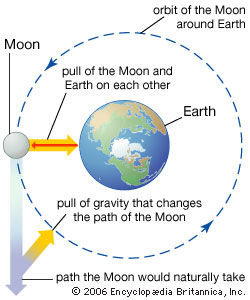 orbit of the Moon
around Earth
Moon
pull of the Moon and
Earth on each other
Earth
pull of gravity that changes
the path of the Moon
path the Moon would naturally take
© 2006 Encyclopædia Britannica, Inc.